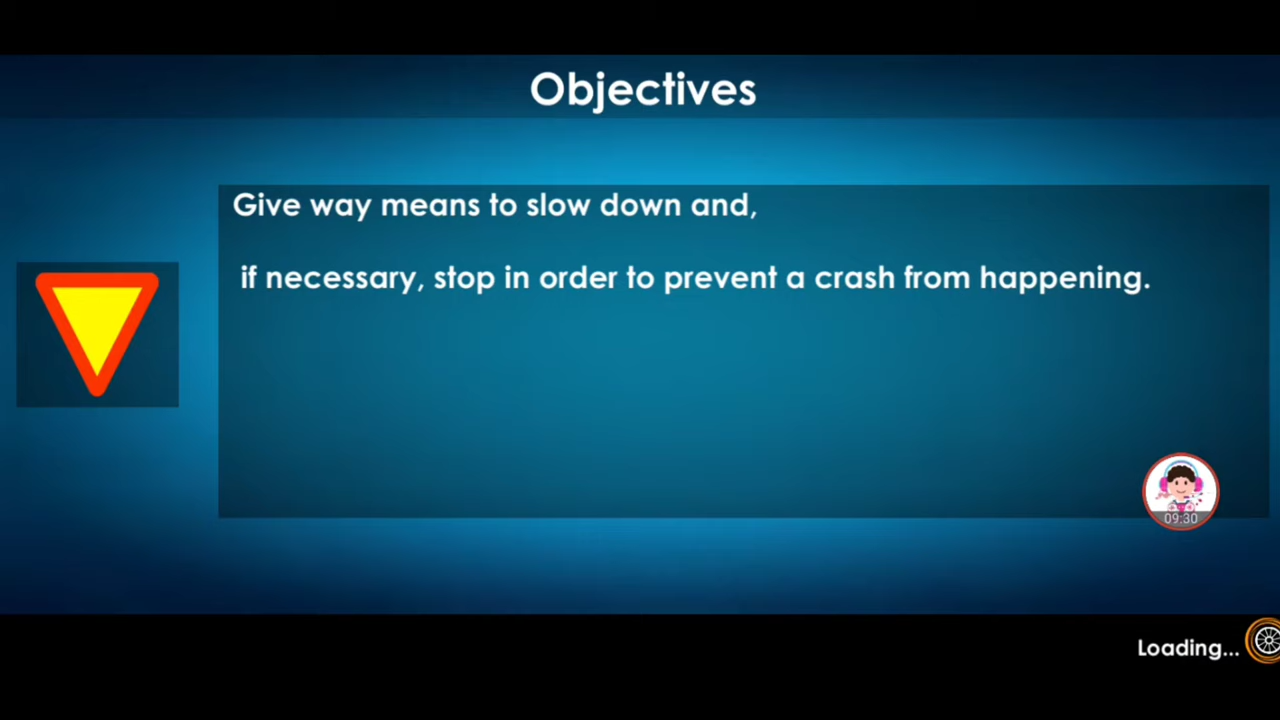 Objectives
Give way means to slow down and,
if necessary, stop in order to prevent a crash from happening.
09:30
Loading...